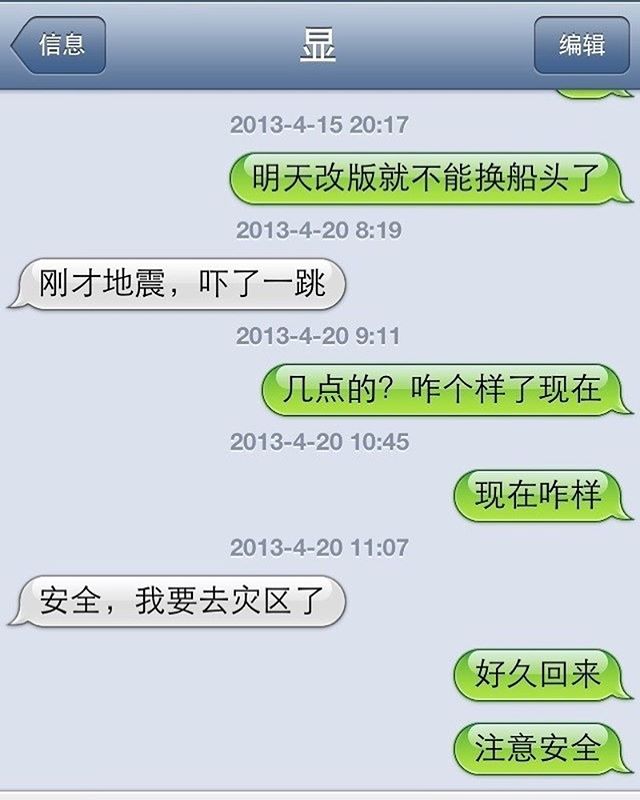 信息
显
编辑
2013-4-15 20:17
明天改版就不能换船头了
2013-4-20 8:19
刚才地震，吓了一跳
2013-4-20 9:11
几点的？咋个样了现在
2013-4-20 10:45
现在咋样
2013-4-20 11:07
安全，我要去灾区了
好久回来
注意安全